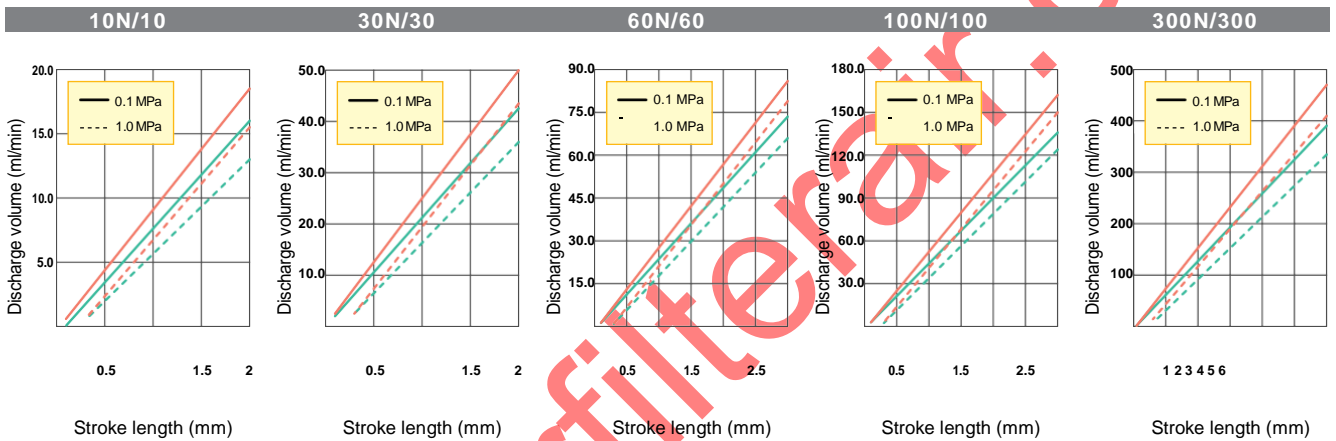 10N/10
30N/30
60N/60
100N/100
300N/300
Discharge volume (ml/min)
20.0
15.0
10.0
5.0
0.1 MPa
1.0 MPa
0.5
1.5
2
Stroke length (mm)
Discharge volume (ml/min)
50.0
40.0
30.0
20.0
10.0
0.1 MPa
1.0 MPa
0.5
1.5
2
Stroke length (mm)
Discharge volume (ml/min)
90.0
75.0
60.0
45.0
30.0
15.0
0.1 MPa
1.0 MPa
0.5
1.5
2.5
Stroke length (mm)
Discharge volume (ml/min)
180.0
150.0
120.0
90.0
60.0
30.0
0.1 MPa
1.0 MPa
0.5
1.5
2.5
Stroke length (mm)
Discharge volume (ml/min)
500
400
300
200
100
0.1 MPa
1.0 MPa
1 2 3 4 5 6
Stroke length (mm)
filterair.